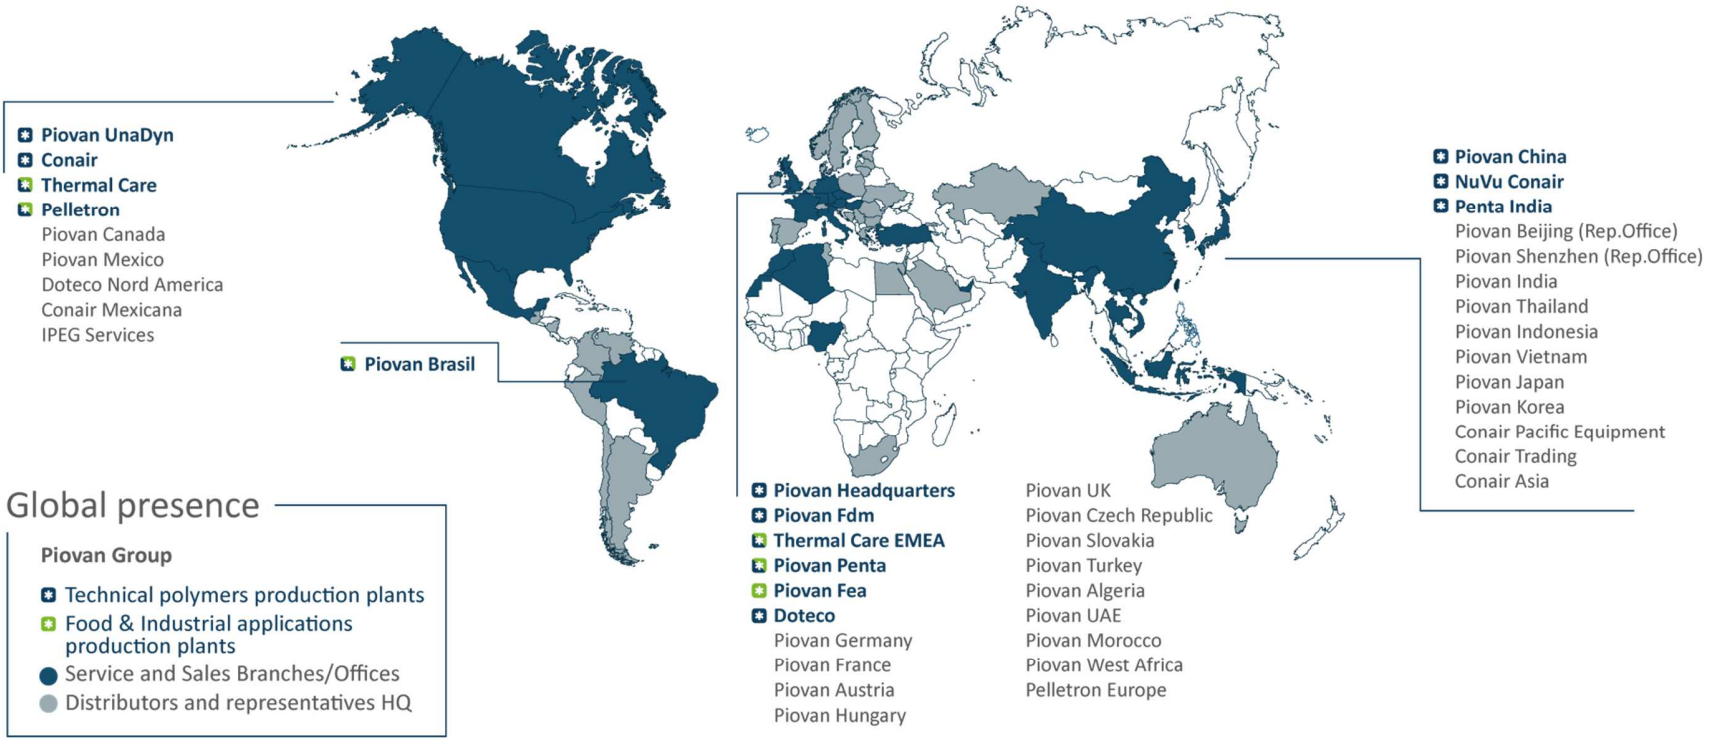 Piovan UnaDyn
Conair
Thermal Care
Pelletron
Piovan Canada
Piovan Mexico
Doteco Nord America
Conair Mexicana
IPEG Services
Piovan Brasil
Global presence
Piovan Group
Technical polymers production plants
Food & Industrial applications
production plants
Service and Sales Branches/Offices
Distributors and representatives HQ
Piovan Headquarters
Piovan Fdm
Thermal Care EMEA
Piovan Penta
Piovan Fea
Doteco
Piovan Germany
Piovan France
Piovan Austria
Piovan Hungary
Piovan UK
Piovan Czech Republic
Piovan Slovakia
Piovan Turkey
Piovan Algeria
Piovan UAE
Piovan Morocco
Piovan West Africa
Pelletron Europe
Piovan China
NuVu Conair
Penta India
Piovan Beijing (Rep.Office)
Piovan Shenzhen (Rep.Office)
Piovan India
Piovan Thailand
Piovan Indonesia
Piovan Vietnam
Piovan Japan
Piovan Korea
Conair Pacific Equipment
Conair Trading
Conair Asia